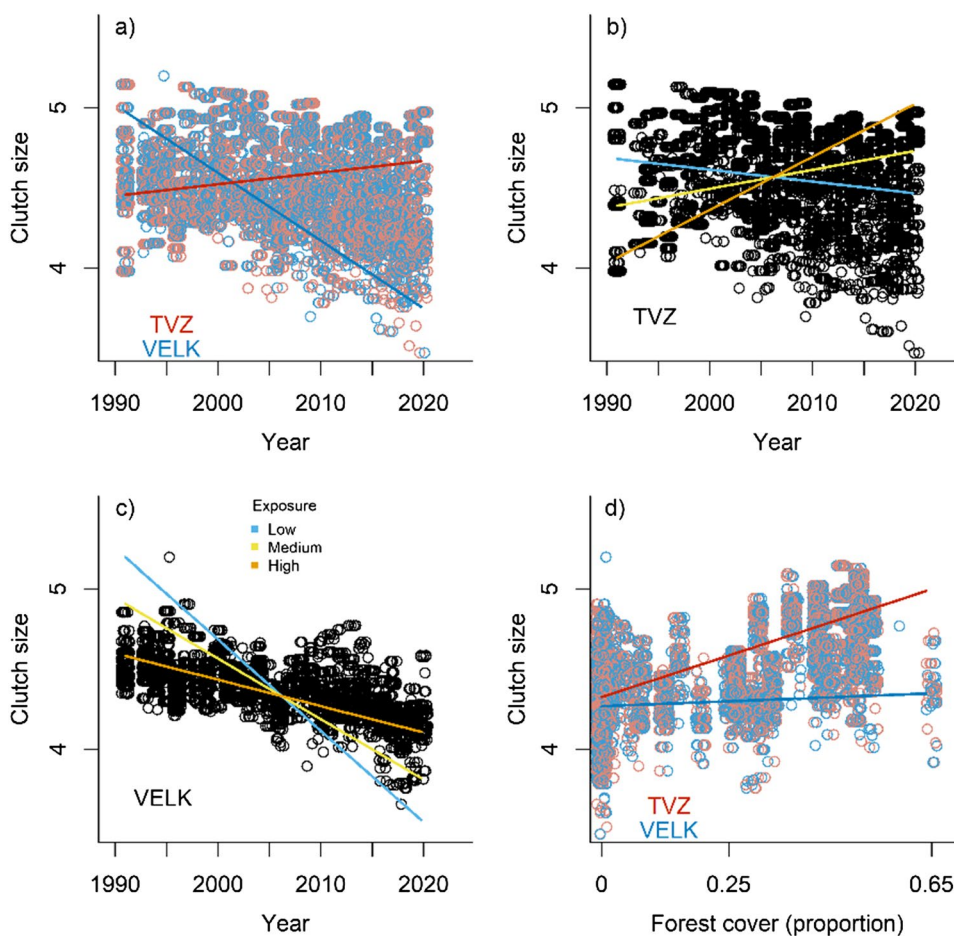 a)
Clutch size
5
4
TVZ
VELK
1990 2000 2010 2020
Year
b)
Clutch size
5
4
TVZ
1990 2000 2010 2020
Year
c)
Exposure
Low
Medium
High
Clutch size
5
4
VELK
1990 2000 2010 2020
Year
d)
Clutch size
5
4
TVZ
VELK
0 0.25 0.65
Forest cover (proportion)